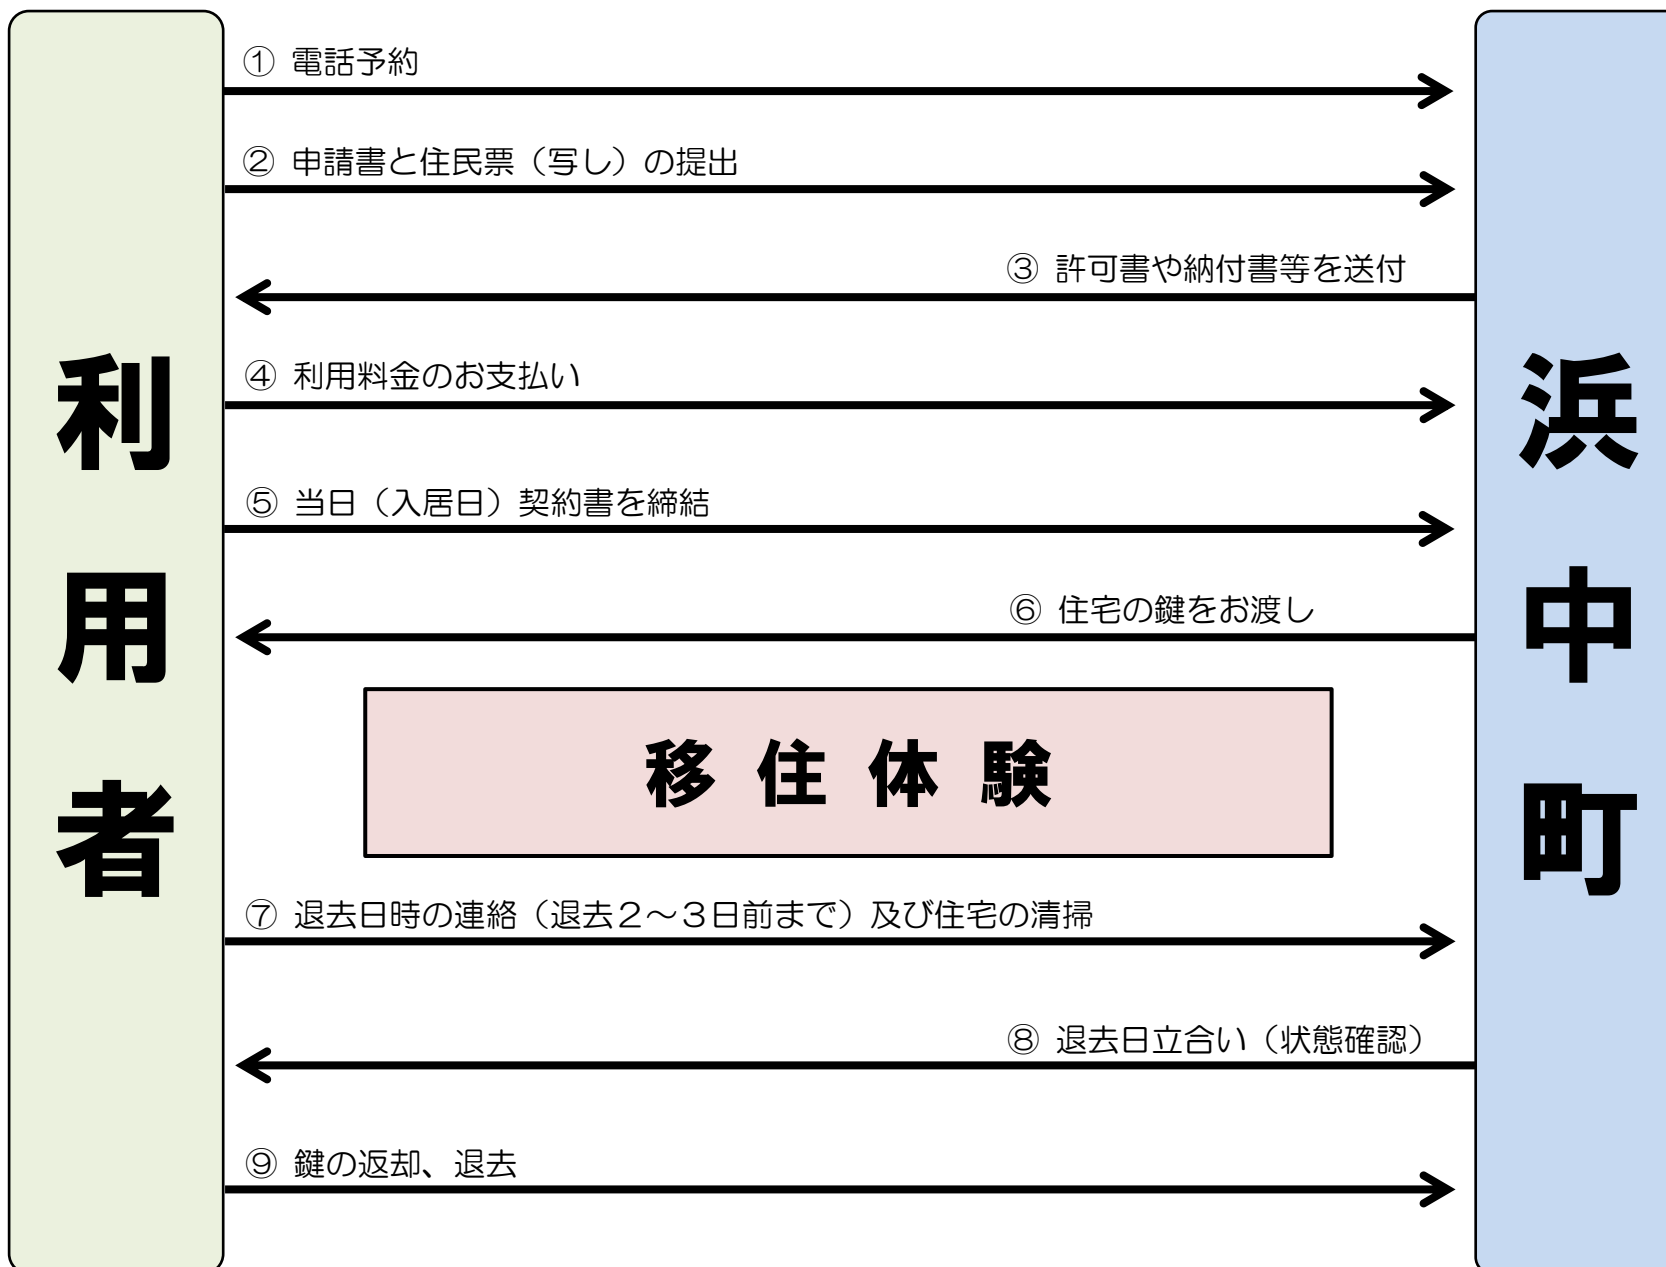 利用者
① 電話予約
② 申請書と住民票（写し）の提出
③ 許可書や納付書等を送付
④ 利用料金のお支払い
⑤ 当日（入居日）契約書を締結
⑥ 住宅の鍵をお渡し
移住体験
⑦ 退去日時の連絡（退去２～３日前まで）及び住宅の清掃
⑧ 退去日立合い（状態確認）
⑨ 鍵の返却、退去
浜中町